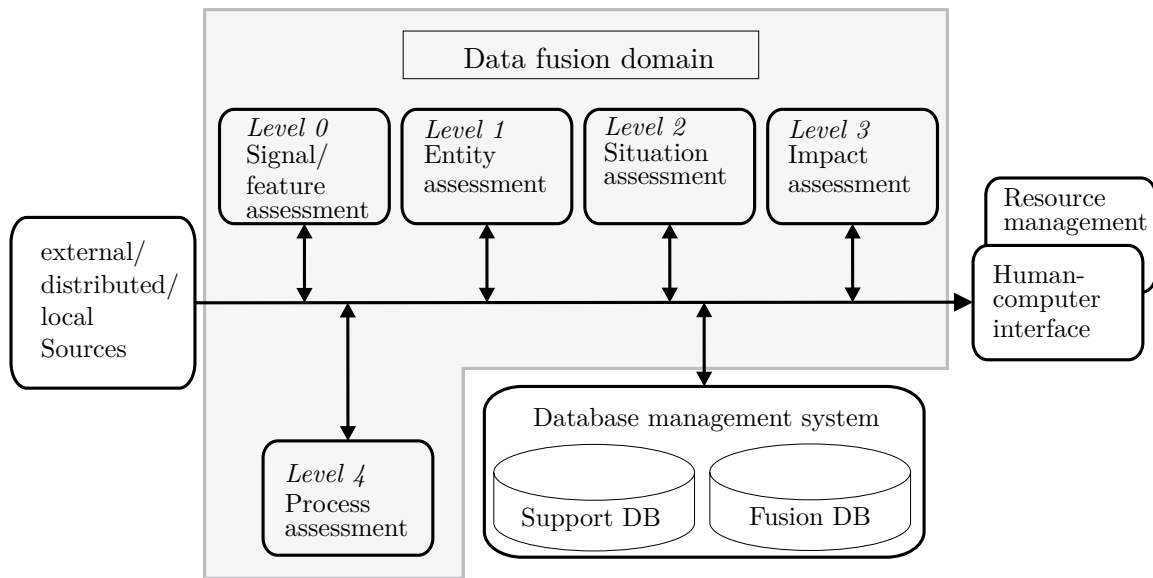 Data fusion domain
Level 0
Signal/
feature
assessment
Level 1
Entity
assessment
Level 2
Situation
assessment
Level 3
Impact
assessment
external/
distributed/
local
Sources
Resource
management
Human-
computer
interface
Level 4
Process
assessment
Database management system
Support DB
Fusion DB